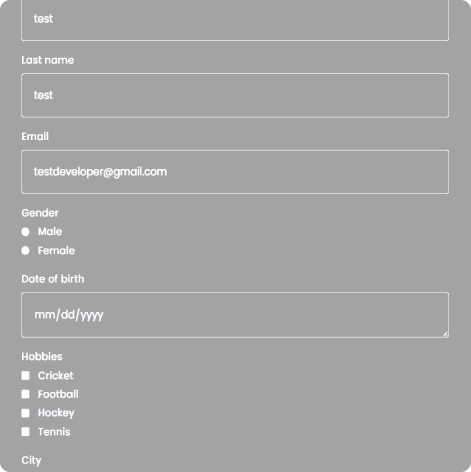 test
Last name
test
Email
testdeveloper@gmail.com
Gender
Male
Female
Date of birth
mm/dd/yyyy
Hobbies
Cricket
Football
Hockey
Tennis
City